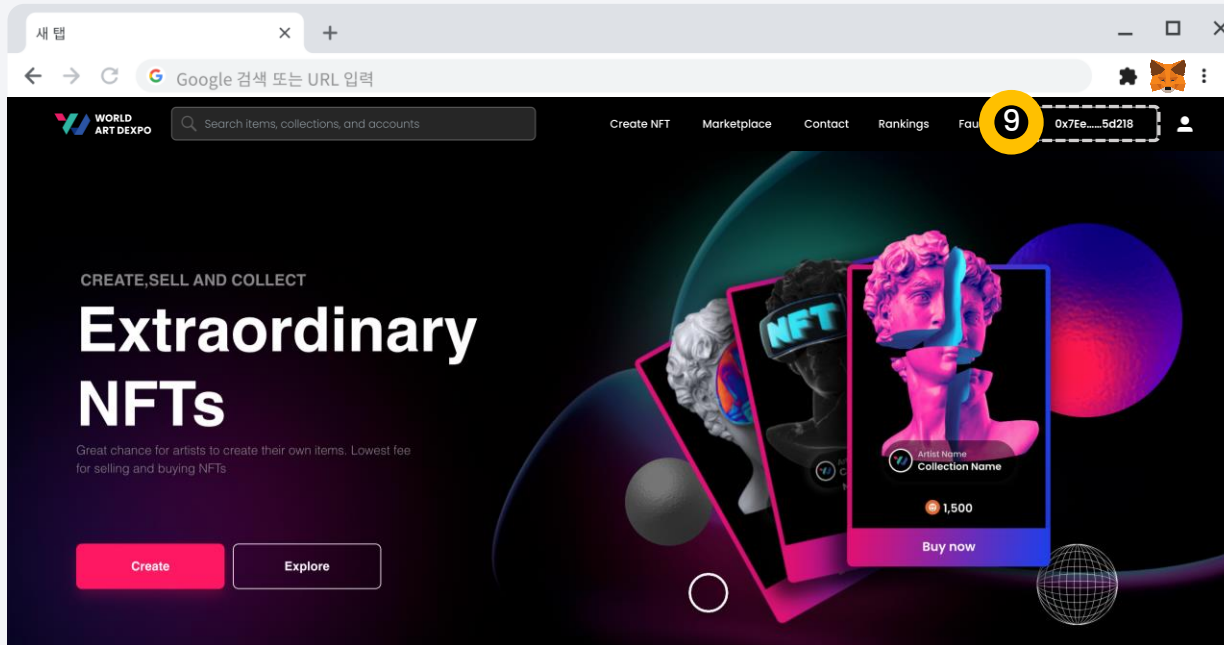 새 탭
Google 검색 또는 URL 입력
WORLD
ART DEXPO
Search items, collections, and accounts
Create NFT
Marketplace
Contact
Rankings
9
0x7Ee......5d218
CREATE,SELL AND COLLECT
Extraordinary
NFTs
Great chance for artists to create their own items. Lowest fee
for selling and buying NFTs
Create
Explore
NFT
Artist Name
Collection Name
1,500
Buy now